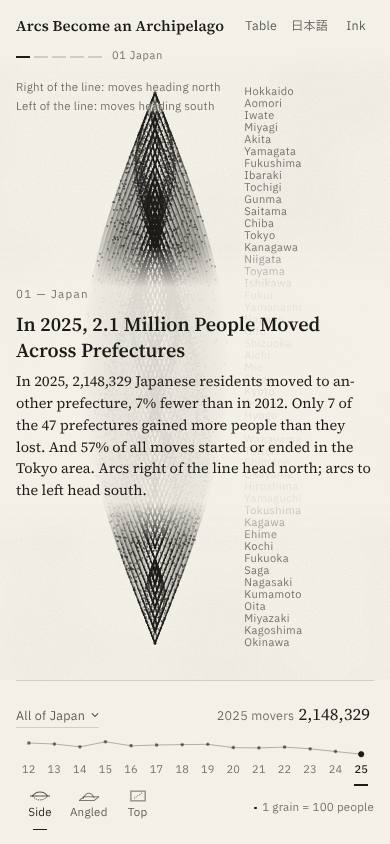 Arcs Become an Archipelago Table 日本語 Ink
01 Japan
Right of the line: moves heading north
Left of the line: moves heading south
Hokkaido
Aomori
Iwate
Miyagi
Akita
Yamagata
Fukushima
Ibaraki
Tochigi
Gunma
Saitama
Chiba
Tokyo
Kanagawa
Niigata
Toyama
Ishikawa
Fukui
Yamanashi
01 — Japan
In 2025, 2.1 Million People Moved
Across Prefectures
Shizuoka
Aichi
Mie
In 2025, 2,148,329 Japanese residents moved to an-
other prefecture, 7% fewer than in 2012. Only 7 of
the 47 prefectures gained more people than they
lost. And 57% of all moves started or ended in the
Tokyo area. Arcs right of the line head north; arcs to
the left head south.
Hiroshima
Yamaguchi
Tokushima
Kagawa
Ehime
Kochi
Fukuoka
Saga
Nagasaki
Kumamoto
Oita
Miyazaki
Kagoshima
Okinawa
All of Japan 2025 movers 2,148,329
12 13 14 15 16 17 18 19 20 21 22 23 24 25
Side Angled Top
1 grain = 100 people